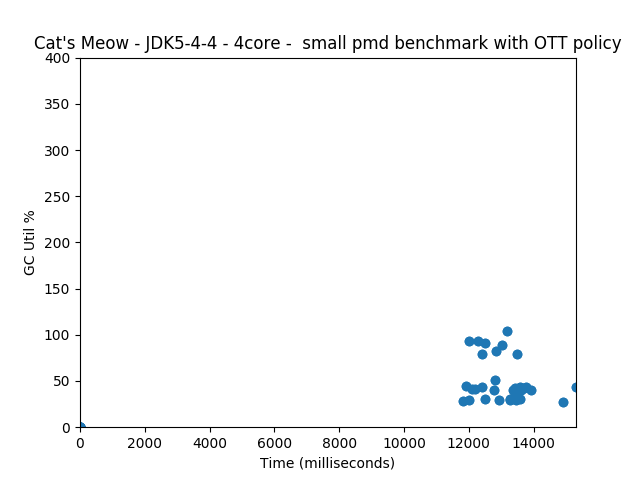 Cat's Meow - JDK5-4-4 - 4core -  small pmd benchmark with OTT policy
400
350
300
250
200
150
100
50
0
GC Util %
0 2000 4000 6000 8000 10000 12000 14000
Time (milliseconds)